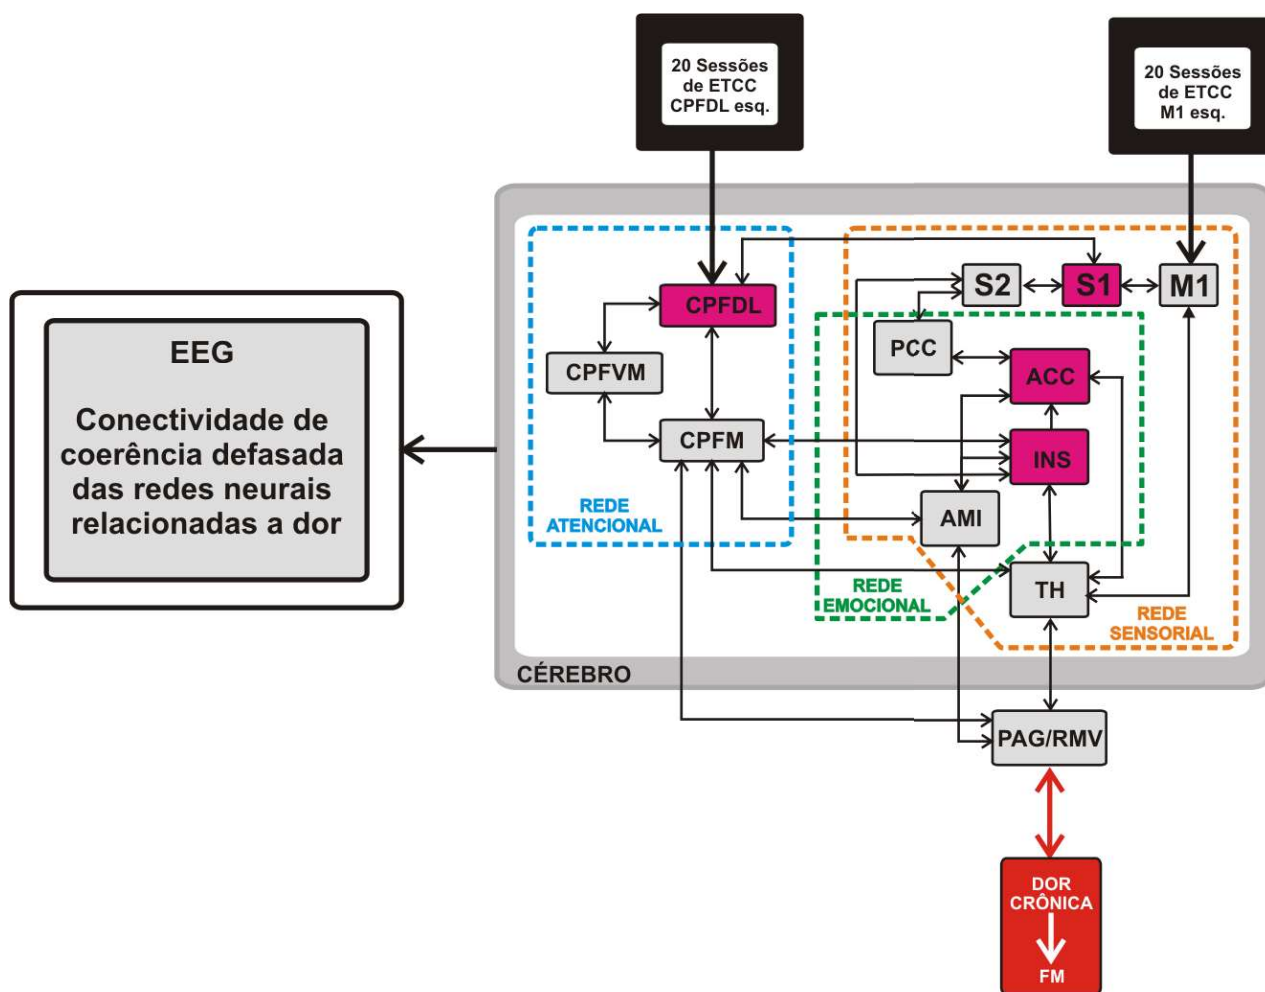 20 Sessões
de ETCC
CPFDL esq.
20 Sessões
de ETCC
M1 esq.
EEG
Conectividade de
coerência defasada
das redes neurais
relacionadas a dor
CPFDL
CPFVM
CPFM
REDE
ATENCIONAL
S2
S1
M1
PCC
ACC
INS
AMI
TH
REDE
EMOCIONAL
REDE
SENSORIAL
CÉREBRO
PAG/RMV
DOR
CRÔNICA
FM